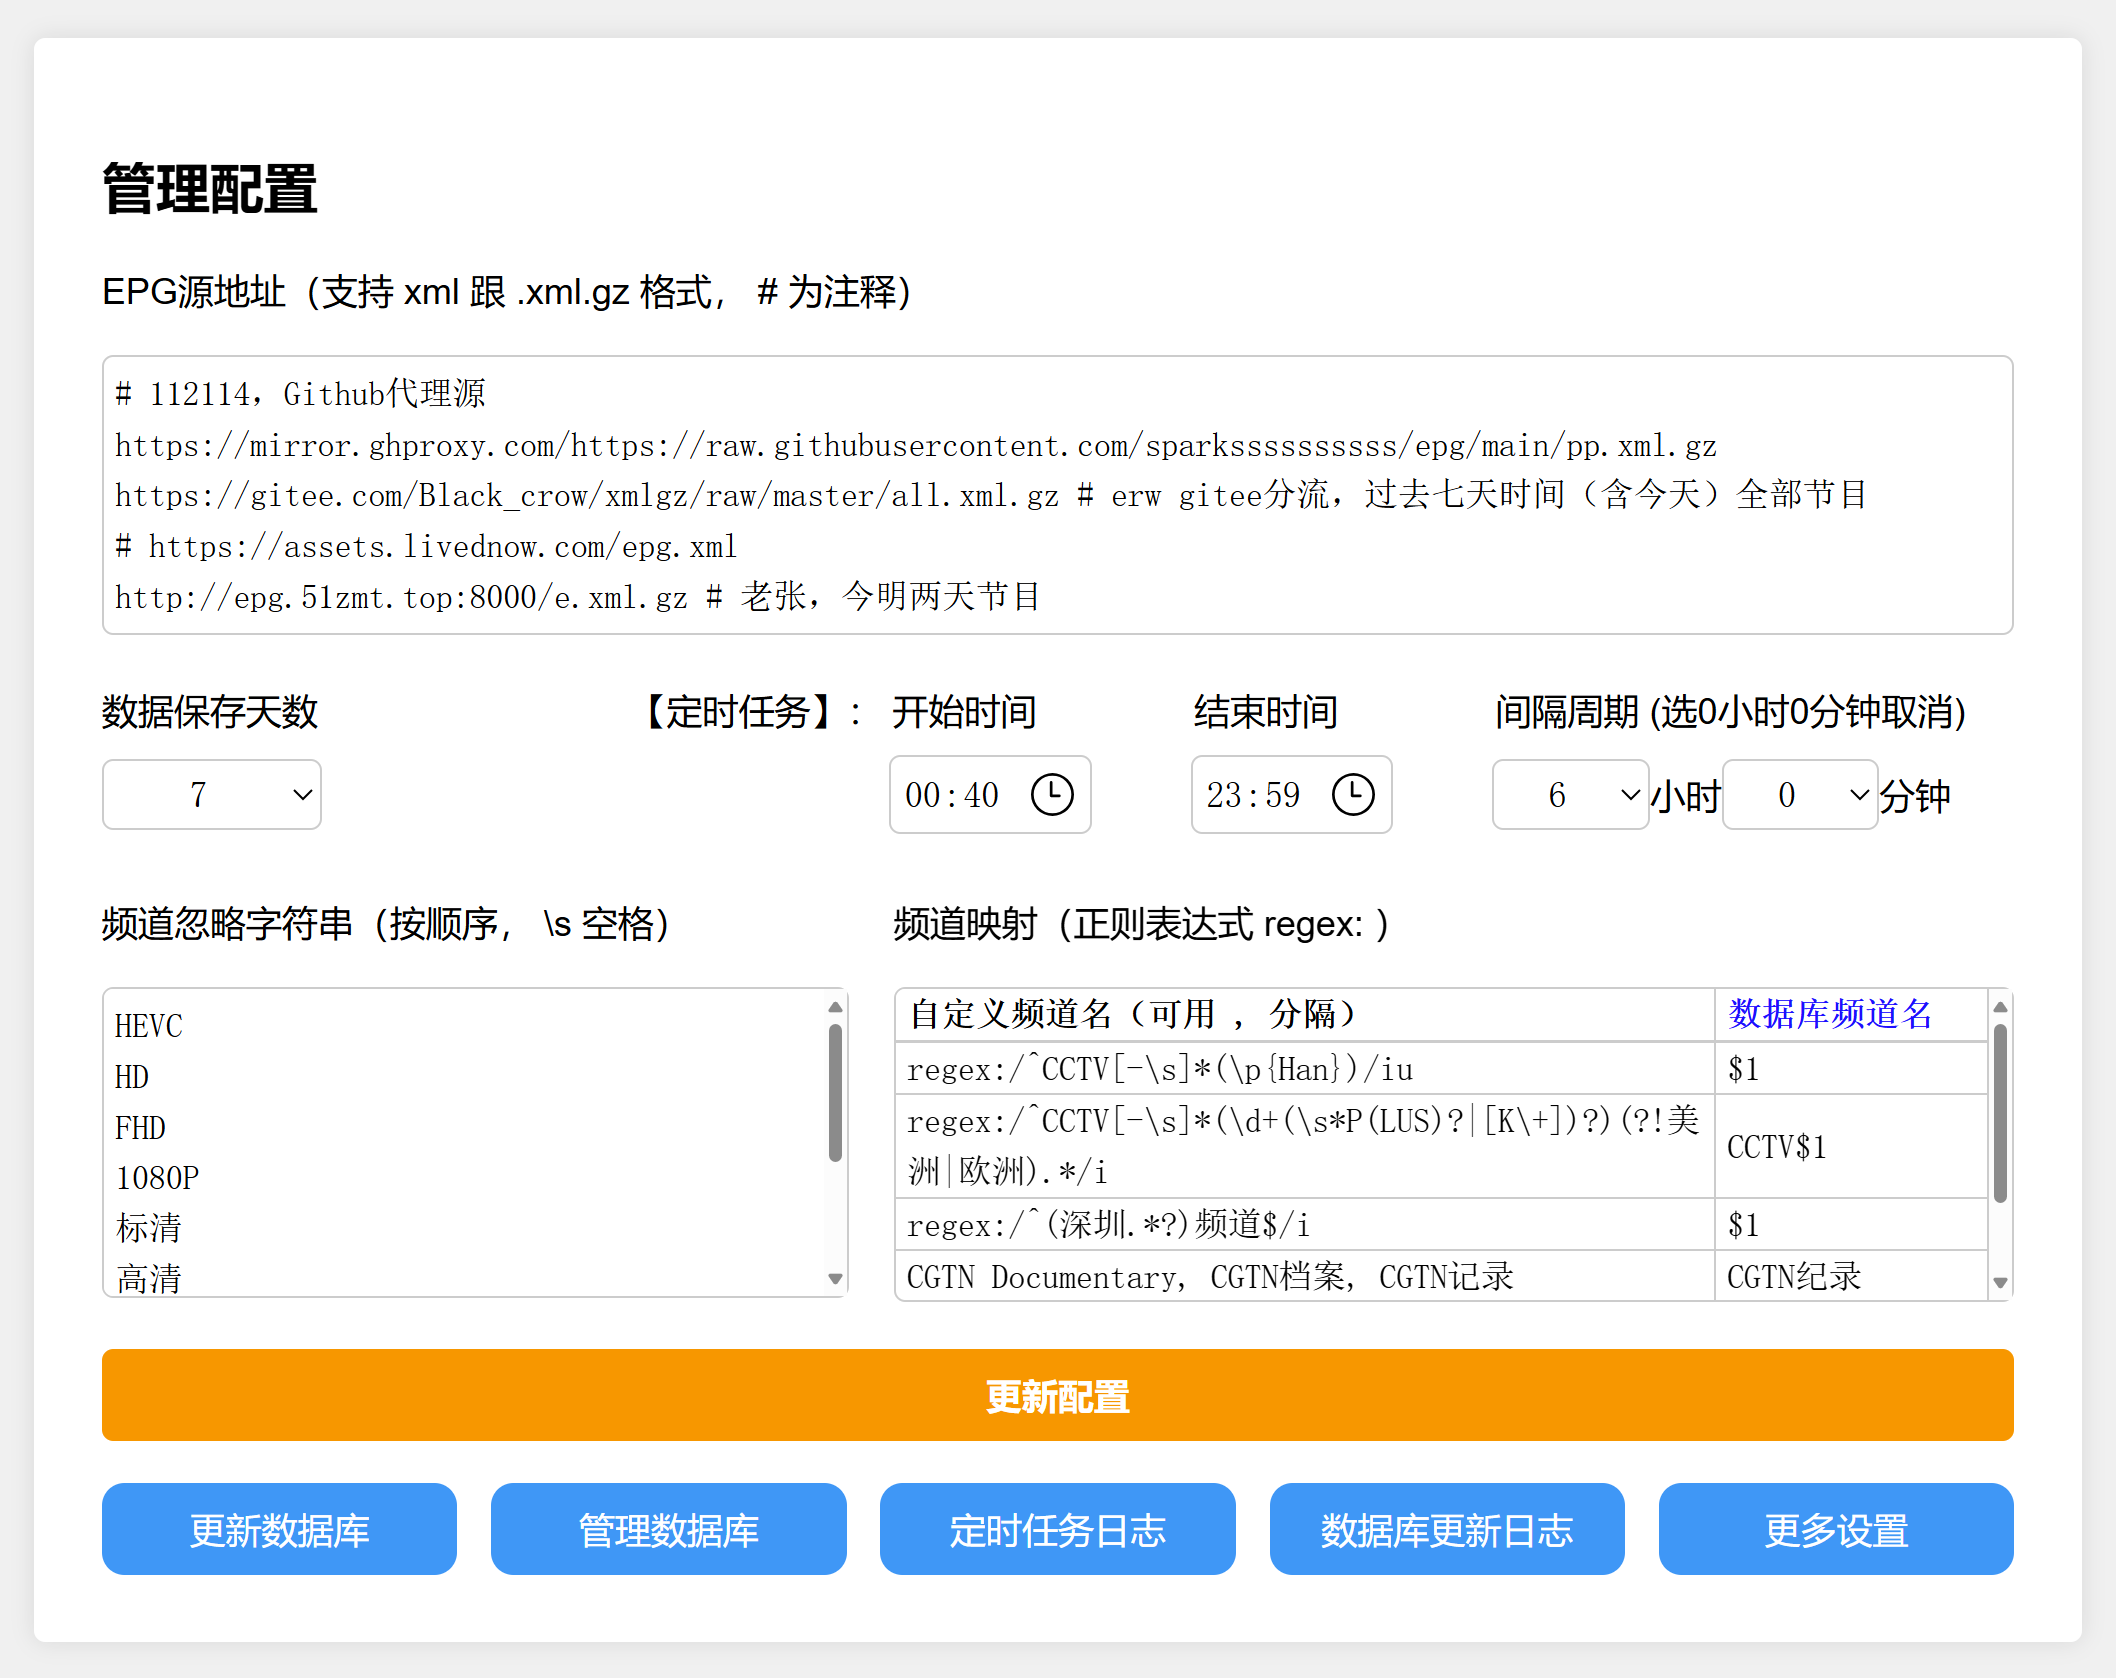 管理配置
EPG源地址（支持 xml 跟 .xml.gz 格式， # 为注释）
# 112114，Github代理源
https://mirror.ghproxy.com/https://raw.githubusercontent.com/sparkssssssssss/epg/main/pp.xml.gz
https://gitee.com/Black_crow/xmlgz/raw/master/all.xml.gz # erw gitee分流，过去七天时间（含今天）全部节目
# https://assets.livednow.com/epg.xml
http://epg.51zmt.top:8000/e.xml.gz # 老张，今明两天节目
数据保存天数 【定时任务】： 开始时间 结束时间 间隔周期 (选0小时0分钟取消)
7 00:40 23:59 6 小时 0 分钟
频道忽略字符串（按顺序， \s 空格）
HEVC
HD
FHD
1080P
标清
高清
频道映射（正则表达式 regex: ）
自定义频道名（可用 , 分隔） 数据库频道名
regex:/^CCTV[-\s]*(\p{Han})/iu $1
regex:/^CCTV[-\s]*(\d+(\s*P(LUS)?|[K\+])?)(?!美
洲|欧洲).*/i CCTV$1
regex:/^(深圳.*?)频道$/i $1
CGTN Documentary, CGTN档案, CGTN记录 CGTN纪录
更新配置
更新数据库 管理数据库 定时任务日志 数据库更新日志 更多设置